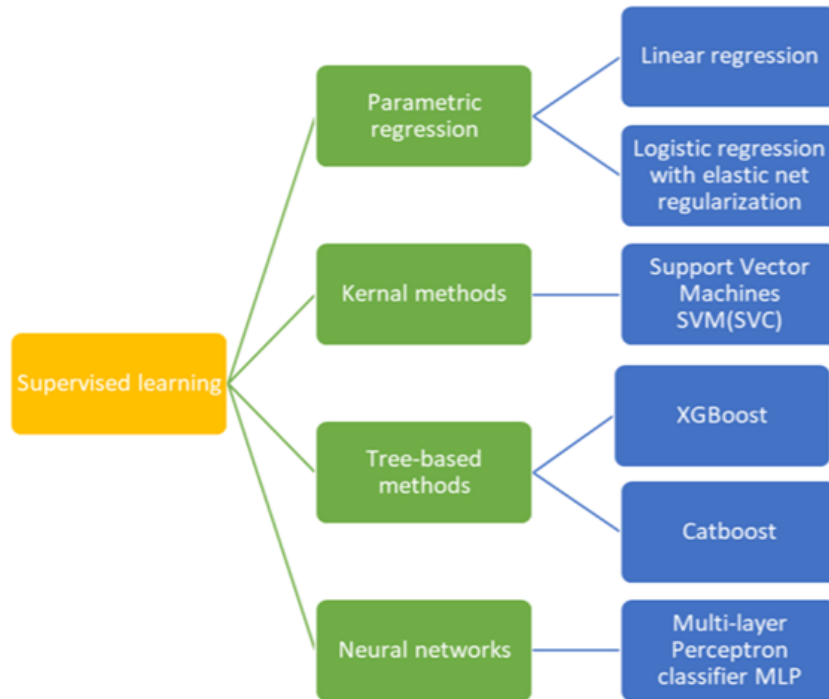 Supervised learning
Parametric
regression
Linear regression
Logistic regression
with elastic net
regularization
Kernal methods
Support Vector
Machines
SVM(SVC)
Tree-based
methods
XGBoost
Catboost
Neural networks
Multi-layer
Perceptron
classifier MLP